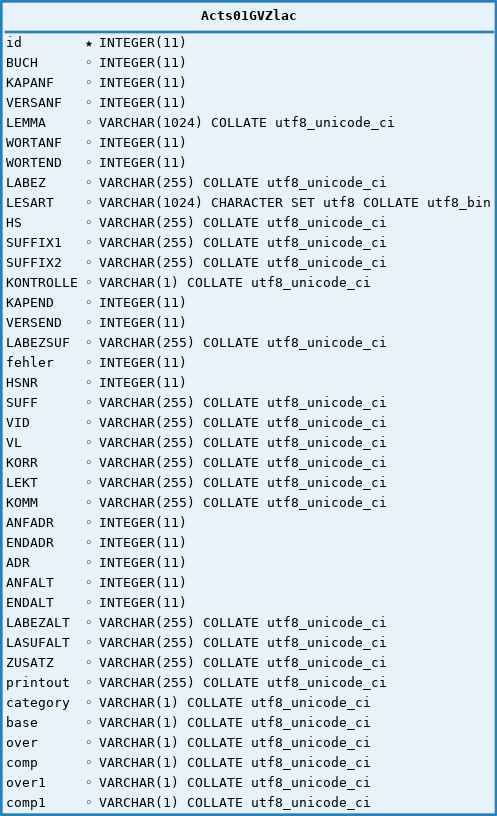 Acts01GVZlac
id ★ INTEGER(11)
BUCH ◦ INTEGER(11)
KAPANF ◦ INTEGER(11)
VERSANF ◦ INTEGER(11)
LEMMA ◦ VARCHAR(1024) COLLATE utf8_unicode_ci
WORTANF ◦ INTEGER(11)
WORTEND ◦ INTEGER(11)
LABEZ ◦ VARCHAR(255) COLLATE utf8_unicode_ci
LESART ◦ VARCHAR(1024) CHARACTER SET utf8 COLLATE utf8_bin
HS ◦ VARCHAR(255) COLLATE utf8_unicode_ci
SUFFIX1 ◦ VARCHAR(255) COLLATE utf8_unicode_ci
SUFFIX2 ◦ VARCHAR(255) COLLATE utf8_unicode_ci
KONTROLLE ◦ VARCHAR(1) COLLATE utf8_unicode_ci
KAPEND ◦ INTEGER(11)
VERSEND ◦ INTEGER(11)
LABEZSUF ◦ VARCHAR(255) COLLATE utf8_unicode_ci
fehler ◦ INTEGER(11)
HSNR ◦ INTEGER(11)
SUFF ◦ VARCHAR(255) COLLATE utf8_unicode_ci
VID ◦ VARCHAR(255) COLLATE utf8_unicode_ci
VL ◦ VARCHAR(255) COLLATE utf8_unicode_ci
KORR ◦ VARCHAR(255) COLLATE utf8_unicode_ci
LEKT ◦ VARCHAR(255) COLLATE utf8_unicode_ci
KOMM ◦ VARCHAR(255) COLLATE utf8_unicode_ci
ANFADR ◦ INTEGER(11)
ENDADR ◦ INTEGER(11)
ADR ◦ INTEGER(11)
ANFALT ◦ INTEGER(11)
ENDALT ◦ INTEGER(11)
LABEZALT ◦ VARCHAR(255) COLLATE utf8_unicode_ci
LASUFALT ◦ VARCHAR(255) COLLATE utf8_unicode_ci
ZUSATZ ◦ VARCHAR(255) COLLATE utf8_unicode_ci
printout ◦ VARCHAR(255) COLLATE utf8_unicode_ci
category ◦ VARCHAR(1) COLLATE utf8_unicode_ci
base ◦ VARCHAR(1) COLLATE utf8_unicode_ci
over ◦ VARCHAR(1) COLLATE utf8_unicode_ci
comp ◦ VARCHAR(1) COLLATE utf8_unicode_ci
over1 ◦ VARCHAR(1) COLLATE utf8_unicode_ci
comp1 ◦ VARCHAR(1) COLLATE utf8_unicode_ci